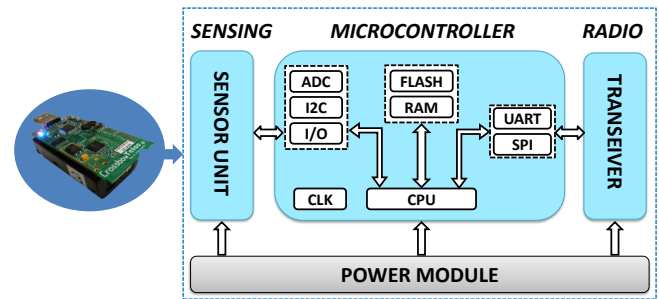 SENSING
MICROCONTROLLER
RADIO
SENSOR UNIT
ADC
I2C
I/O
FLASH
RAM
UART
SPI
CLK
CPU
TRANSEIVER
POWER MODULE